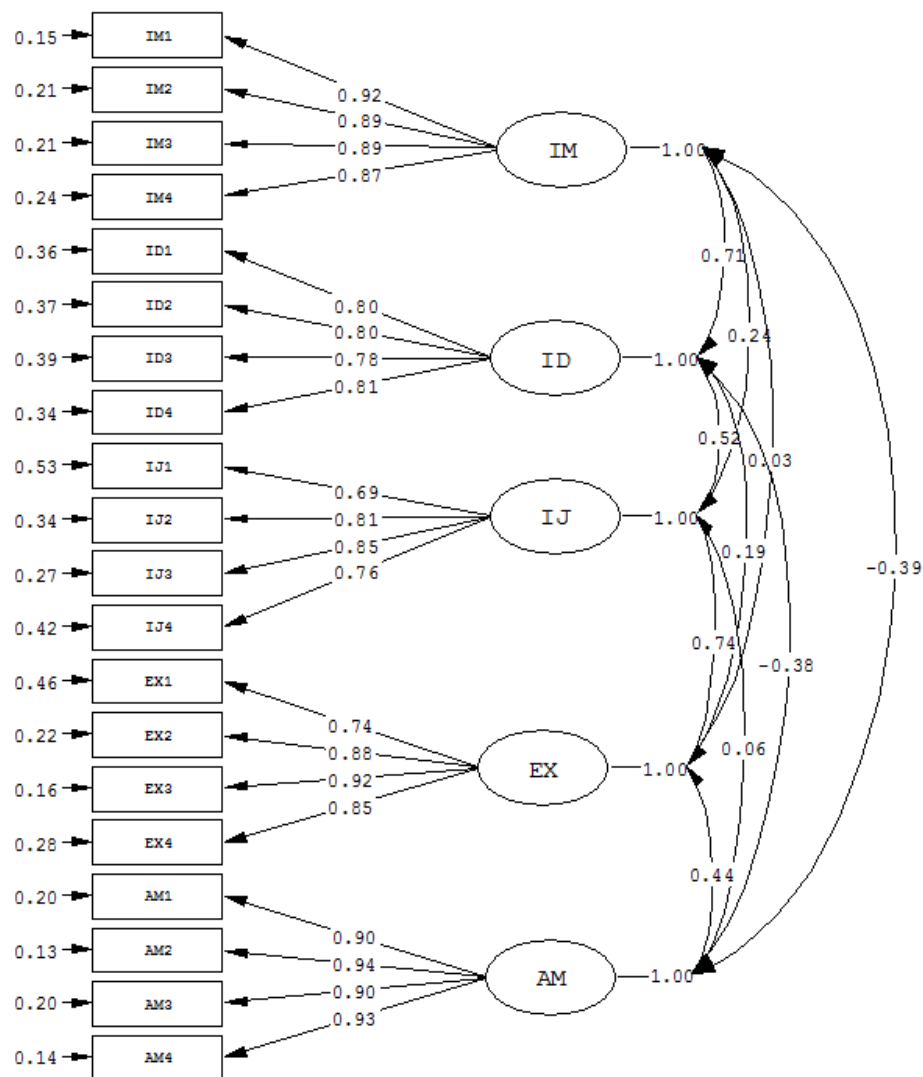 0.15 IM1
0.92
0.21 IM2
0.89
0.21 IM3
0.89
IM 1.00
0.87
0.24 IM4
0.36 ID1
0.71
0.37 ID2
0.80
0.80
0.24
0.39 ID3
0.78
ID 1.00
0.81
0.34 ID4
0.53 IJ1
0.52
0.03
0.69
0.34 IJ2
0.81
IJ 1.00
0.85
0.19
-0.39
0.27 IJ3
0.76
0.42 IJ4
0.74
-0.38
0.46 EX1
0.74
0.22 EX2
0.88
0.06
EX 1.00
0.92
0.16 EX3
0.85
0.28 EX4
0.44
0.20 AM1
0.90
0.13 AM2
0.94
AM 1.00
0.90
0.20 AM3
0.93
0.14 AM4